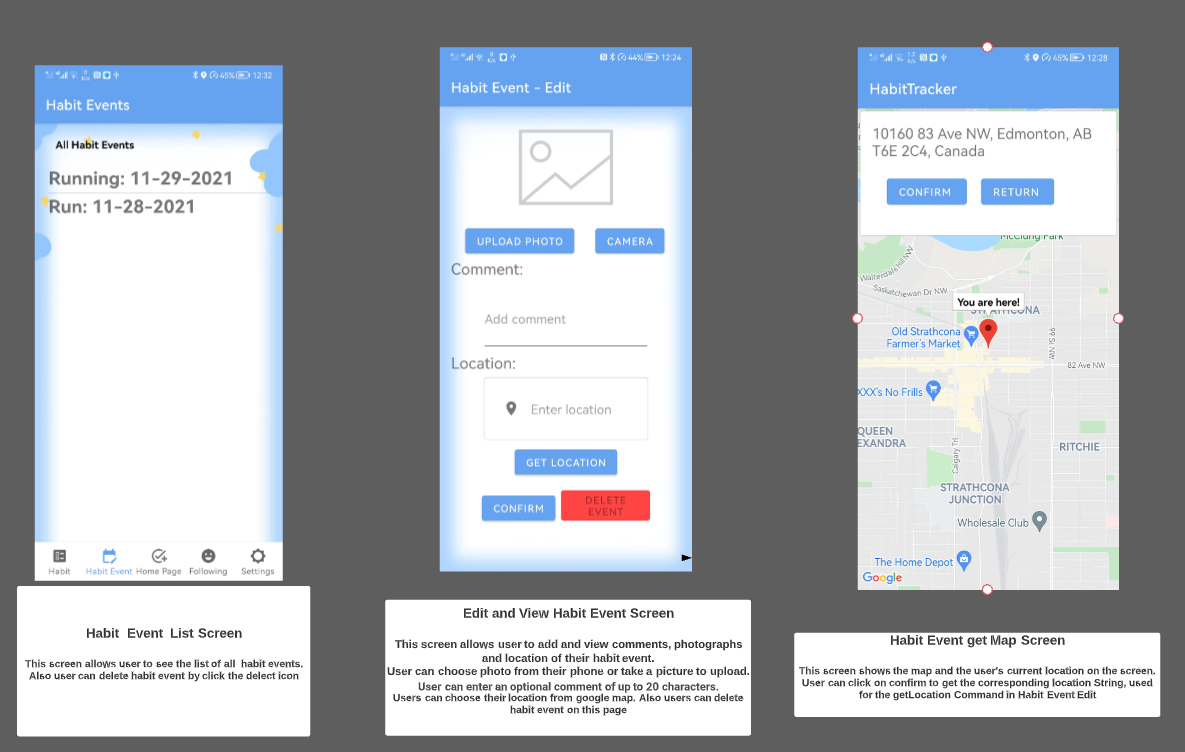 45% 12:32
Habit Events
All Habit Events
Running: 11-29-2021
Run: 11-28-2021
Habit Habit Event Home Page Following Settings
Habit Event List Screen
This screen allows user to see the list of all habit events.
Also user can delete habit event by click the delect icon
44% 12:24
Habit Event - Edit
UPLOAD PHOTO CAMERA
Comment:
Add comment
Location:
Enter location
GET LOCATION
CONFIRM
DELETE
EVENT
Edit and View Habit Event Screen
This screen allows user to add and view comments, photographs
and location of their habit event.
User can choose photo from their phone or take a picture to upload.
User can enter an optional comment of up to 20 characters.
Users can choose their location from google map. Also users can delete
habit event on this page
45% 12:28
HabitTracker
10160 83 Ave NW, Edmonton, AB
T6E 2C4, Canada
CONFIRM RETURN
McClung Park
Walterdale Hill NW
Saskatchewan Dr NW
You are here!
STRATHCONA
Old Strathcona
Farmer's Market
99 St NW
82 Ave NW
XXX's No Frills
QUEEN
EXANDRA
Calgary Trl
RITCHIE
STRATHCONA
JUNCTION
Wholesale Club
The Home Depot
Google
Habit Event get Map Screen
This screen shows the map and the user's current location on the screen.
User can click on confirm to get the corresponding location String, used
for the getLocation Command in Habit Event Edit